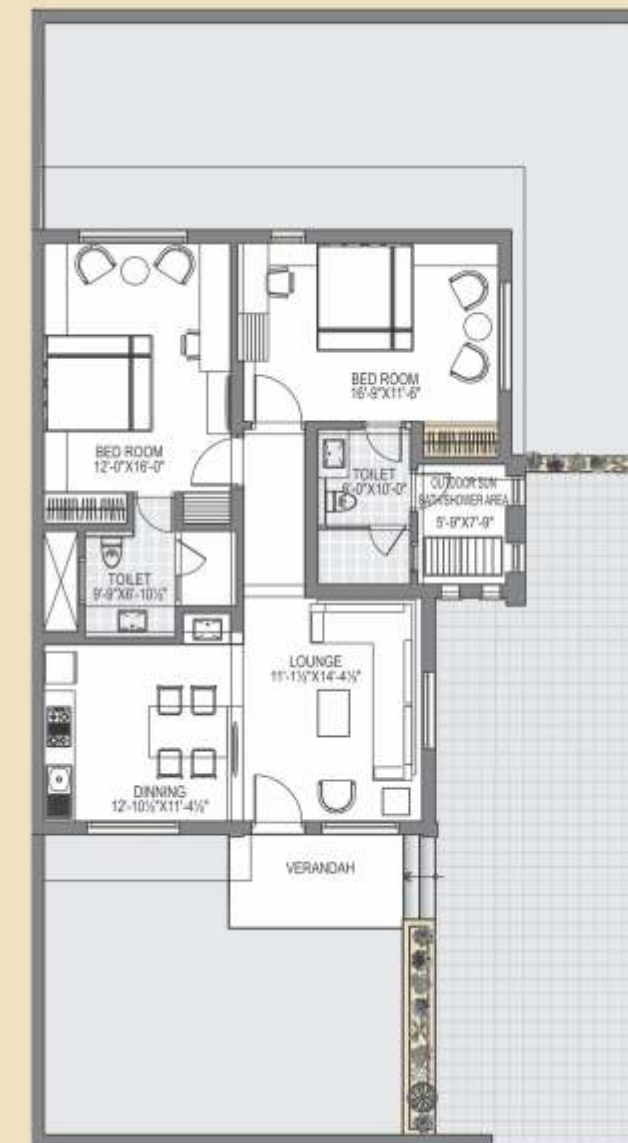 BED ROOM
16'-9"X11'-6"
BED ROOM
12'-0"X16'-0"
TOILET
6'-0"X10'-0"
OUTDOOR SUN
BATH/SHOWER AREA
5'-9"X7'-9"
TOILET
9'-9"X6'-10½"
LOUNGE
11'-1½"X14'-4½"
DINNING
12'-10½"X11'-4½"
VERANDAH